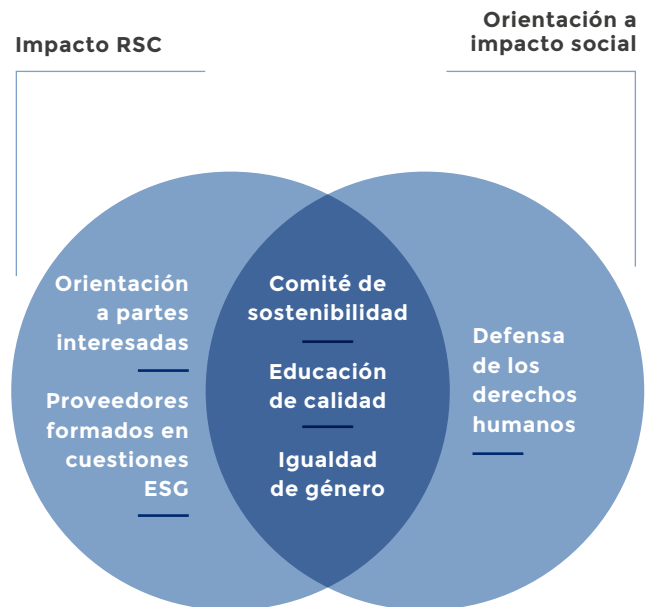 Impacto RSC
Orientación a
impacto social
Orientación
a partes
interesadas
Proveedores
formados en
cuestiones
ESG
Comité de
sostenibilidad
Educación
de calidad
Igualdad
de género
Defensa
de los
derechos
humanos